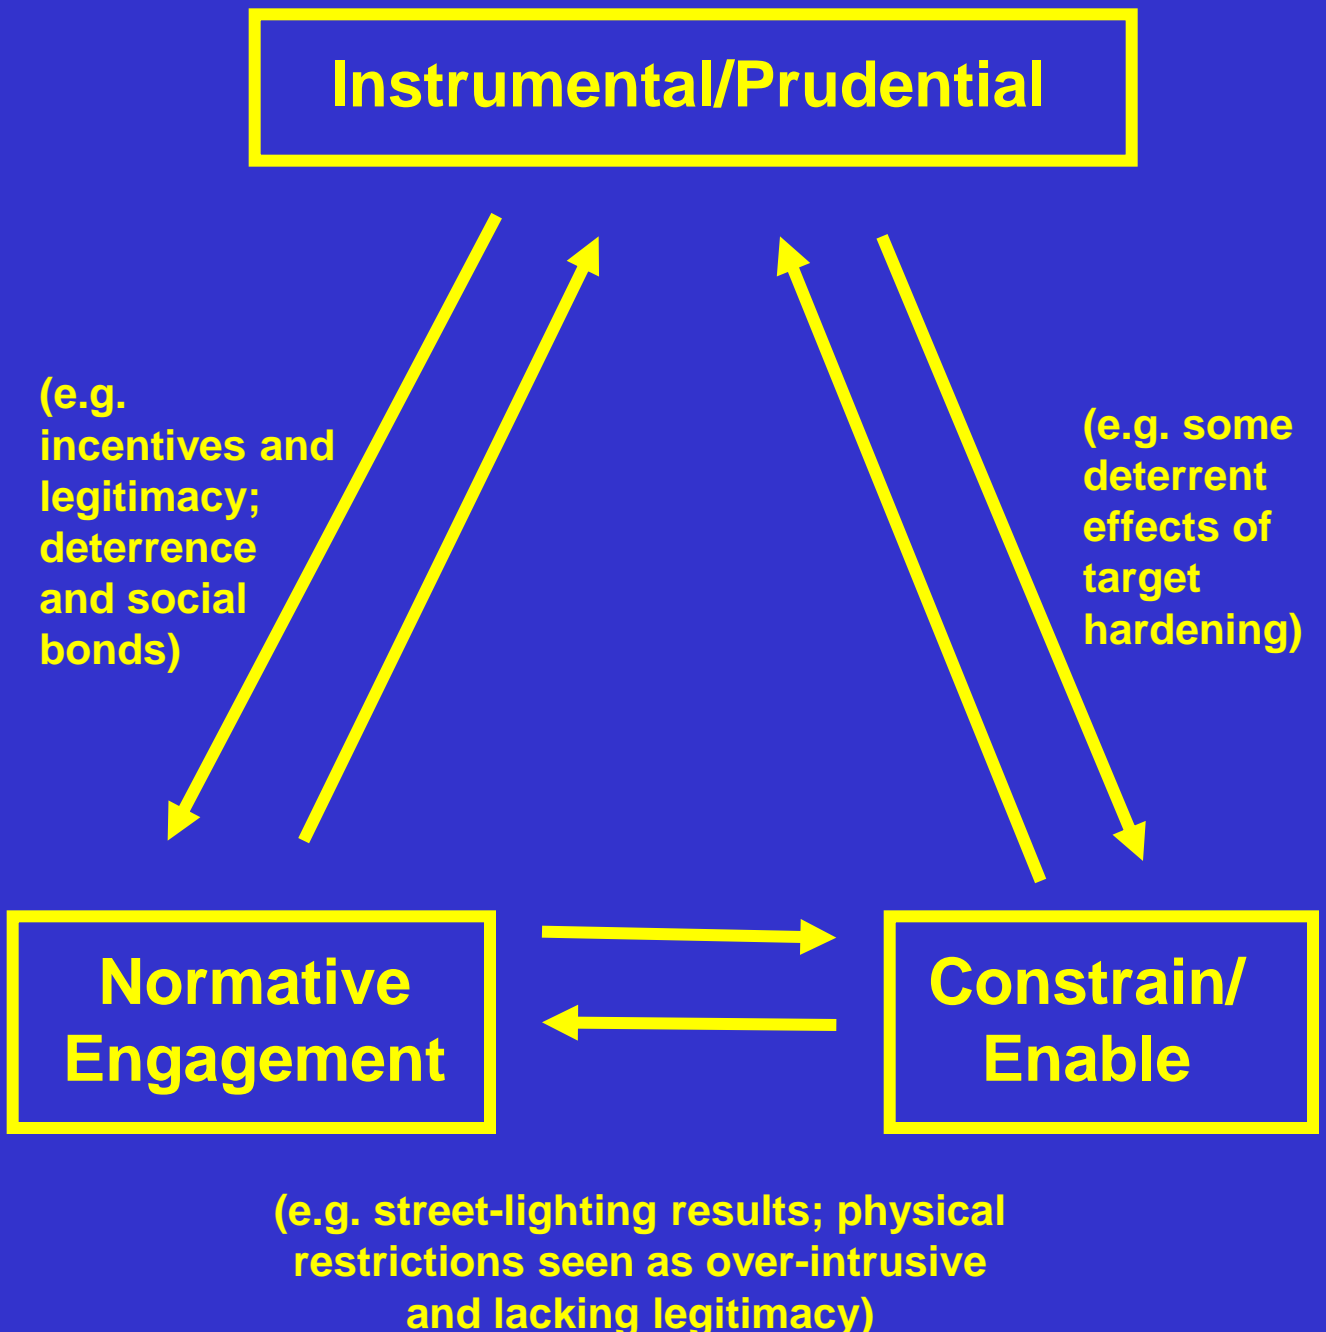 Instrumental/Prudential
(e.g.
incentives and
legitimacy;
deterrence
and social
bonds)
(e.g. some
deterrent
effects of
target
hardening)
Normative
Engagement
Constrain/
Enable
(e.g. street-lighting results; physical
restrictions seen as over-intrusive
and lacking legitimacy)